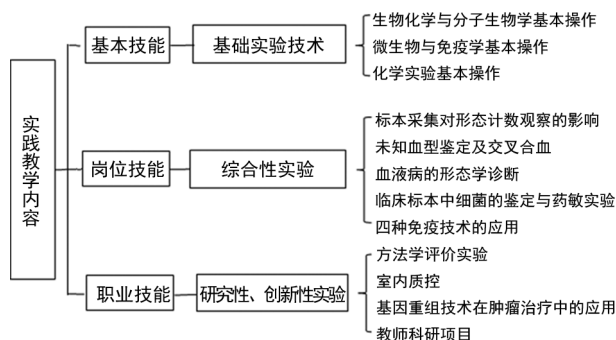 实践教学内容
基本技能
基础实验技术
生物化学与分子生物学基本操作
微生物与免疫学基本操作
化学实验基本操作
岗位技能
综合性实验
标本采集对形态计数观察的影响
未知血型鉴定及交叉合血
血液病的形态学诊断
临床标本中细菌的鉴定与药敏实验
四种免疫技术的应用
职业技能
研究性、创新性实验
方法学评价实验
室内质控
基因重组技术在肿瘤治疗中的应用
教师科研项目